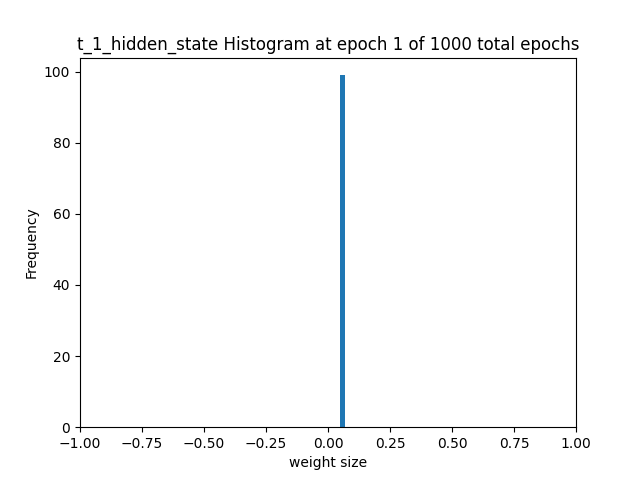 t_1_hidden_state Histogram at epoch 1 of 1000 total epochs
100
80
60
40
20
0
Frequency
−1.00 −0.75 −0.50 −0.25 0.00 0.25 0.50 0.75 1.00
weight size